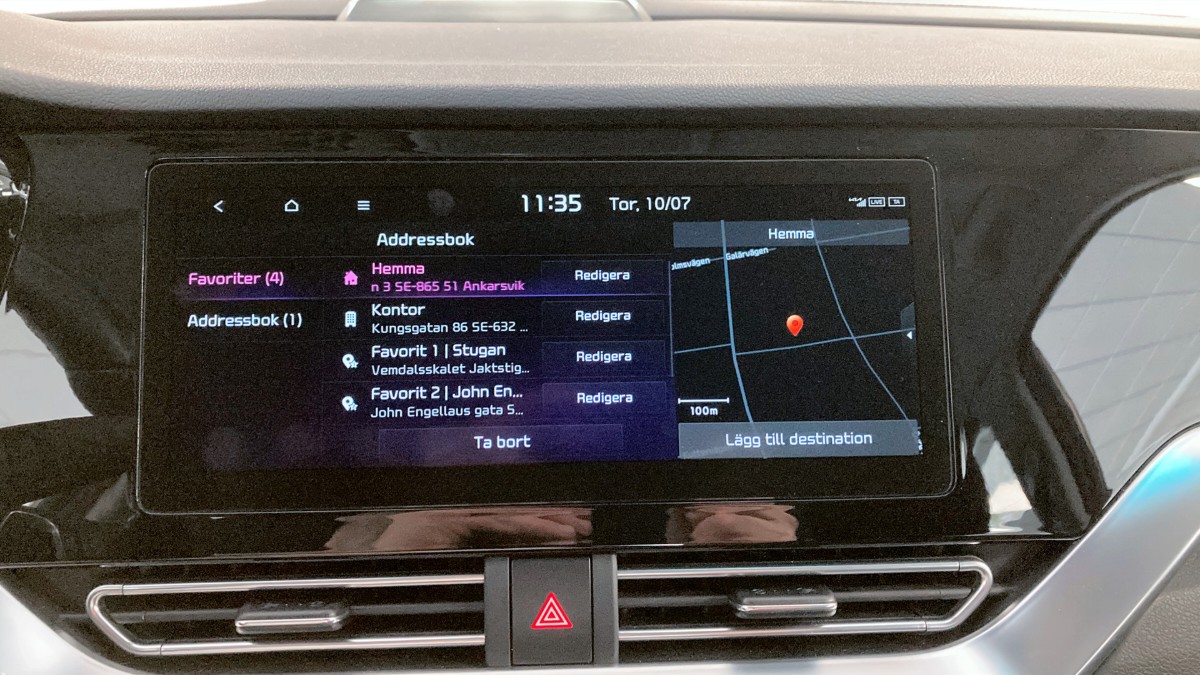 11:35 Tor, 10/07
LIVE
TA
Addressbok
Hemma
Favoriter (4)
Addressbok (1)
Hemma
n 3 SE-865 51 Ankarsvik
Redigera
Kontor
Kungsgatan 86 SE-632 ...
Redigera
Favorit 1 | Stugan
Vemdalsskalet Jaktstig...
Redigera
Favorit 2 | John En...
John Engellaus gata S...
Redigera
Ta bort
Galärvägen
100m
Lägg till destination